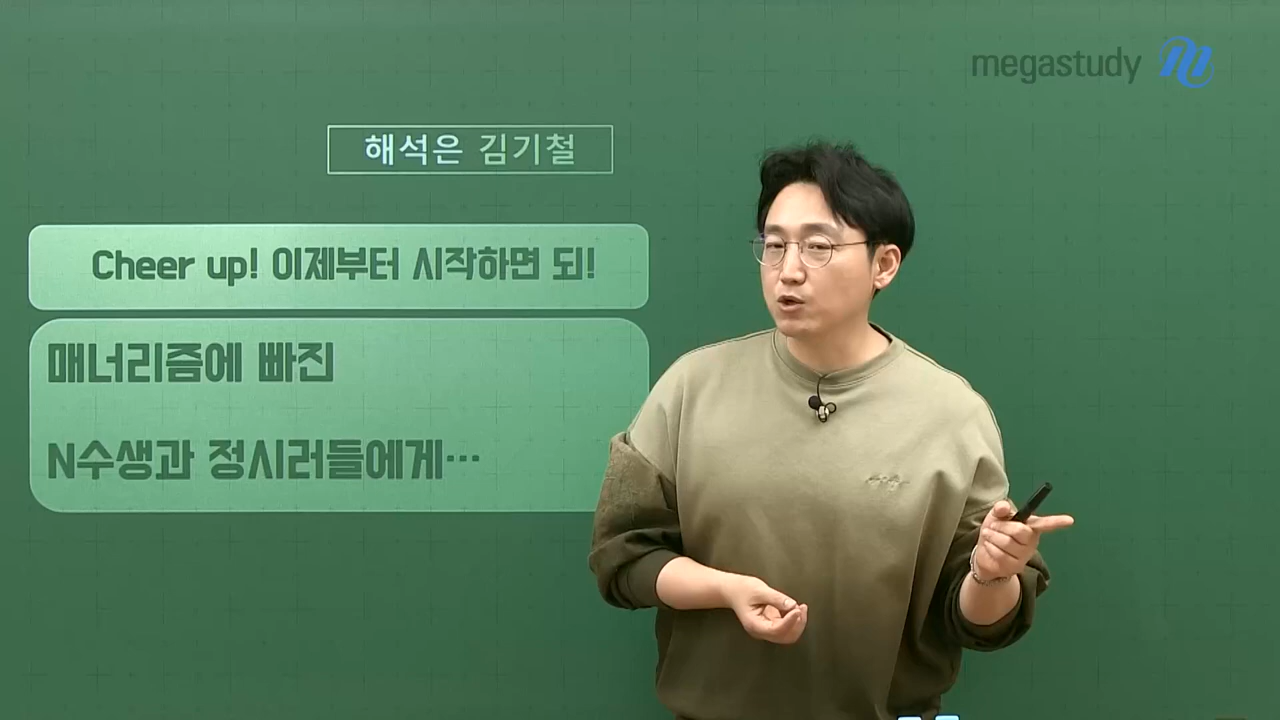 megastudy
해석은 김기철
Cheer up! 이제부터 시작하면 되!
매너리즘에 빠진
N수생과 정시러들에게…